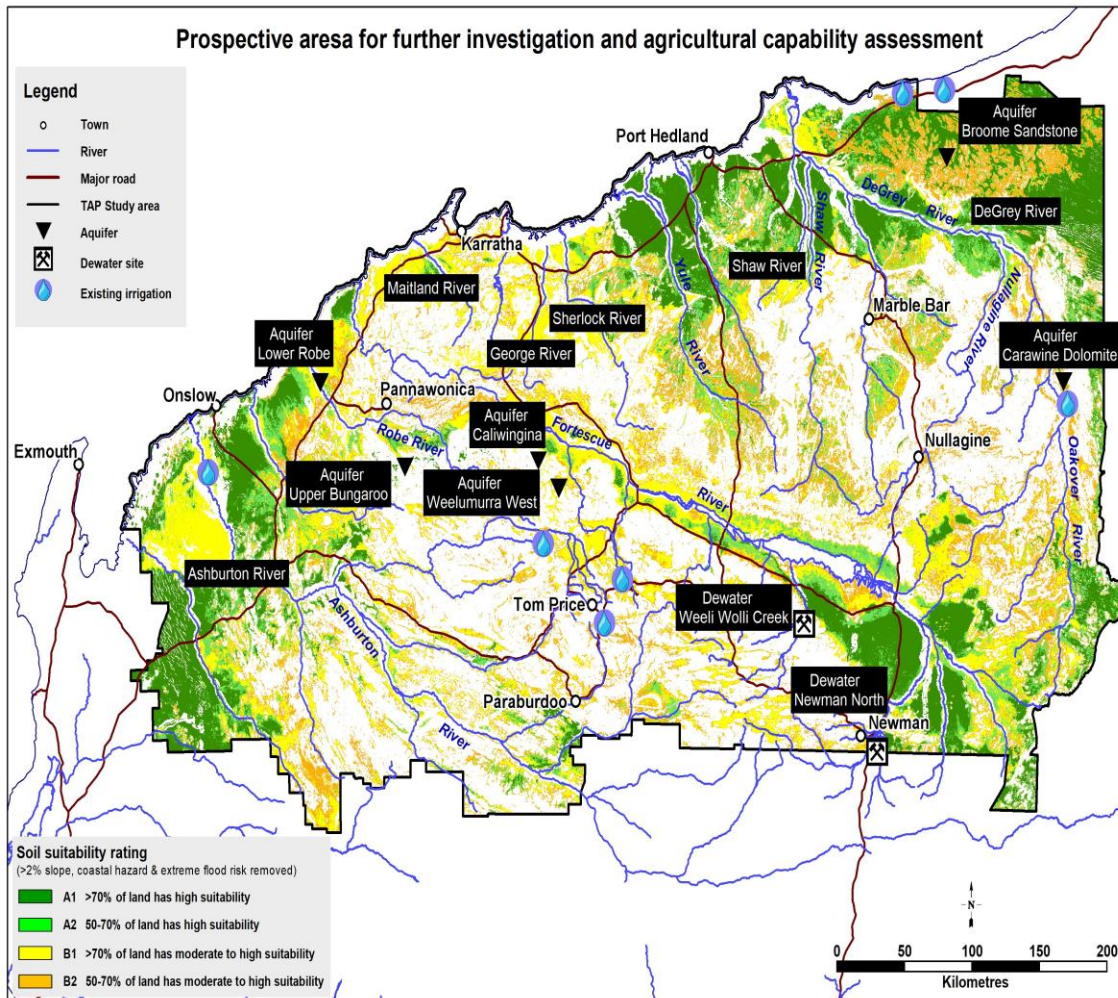 Prospective aresa for further investigation and agricultural capability assessment
Legend
Town
River
Major road
TAP Study area
Aquifer
Dewater site
Existing irrigation
Aquifer
Broome Sandstone
Port Hedland
DeGrey River
DeGrey River
Shaw River
Karratha
Maitland River
Shaw River
Yule River
Nullagine River
Marble Bar
Sherlock River
Aquifer
Lower Robe
George River
Aquifer
Carawine Dolomite
Onslow
Pannawonica
Aquifer
Caliwingina
Fortescue River
Robe River
Nullagine
Exmouth
Aquifer
Upper Bungaroo
Aquifer
Weelumurra West
Oakover River
Ashburton River
Ashburton River
Tom Price
Dewater
Weeli Wolli Creek
Paraburdoo
Dewater
Newman North
Newman
Soil suitability rating
(>2% slope, coastal hazard & extreme flood risk removed)
A1 >70% of land has high suitability
A2 50-70% of land has high suitability
B1 >70% of land has moderate to high suitability
B2 50-70% of land has moderate to high suitability
N
0 50 100 150 200
Kilometres